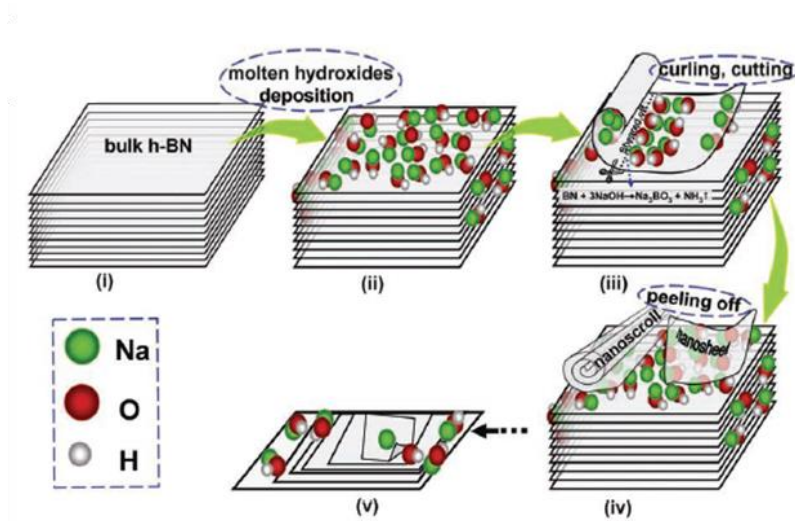 molten hydroxides
deposition
curling, cutting
bulk h-BN
BN + 3NaOH→Na₃BO₃ + NH₃↑
(i)
(ii)
(iii)
peeling off
nanoscroll
nanosheet
Na
O
H
(v)
(iv)